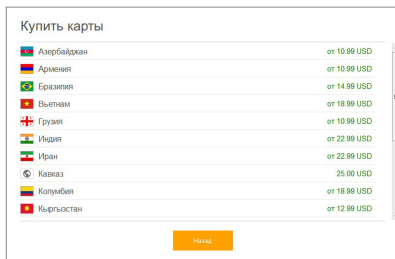 Купить карты
Азербайджан от 10.99 USD
Армения от 10.99 USD
Бразилия от 14.99 USD
Вьетнам от 18.99 USD
Грузия от 10.99 USD
Индия от 22.99 USD
Иран от 22.99 USD
Кавказ 25.00 USD
Колумбия от 18.99 USD
Кыргызстан от 12.99 USD
Назад